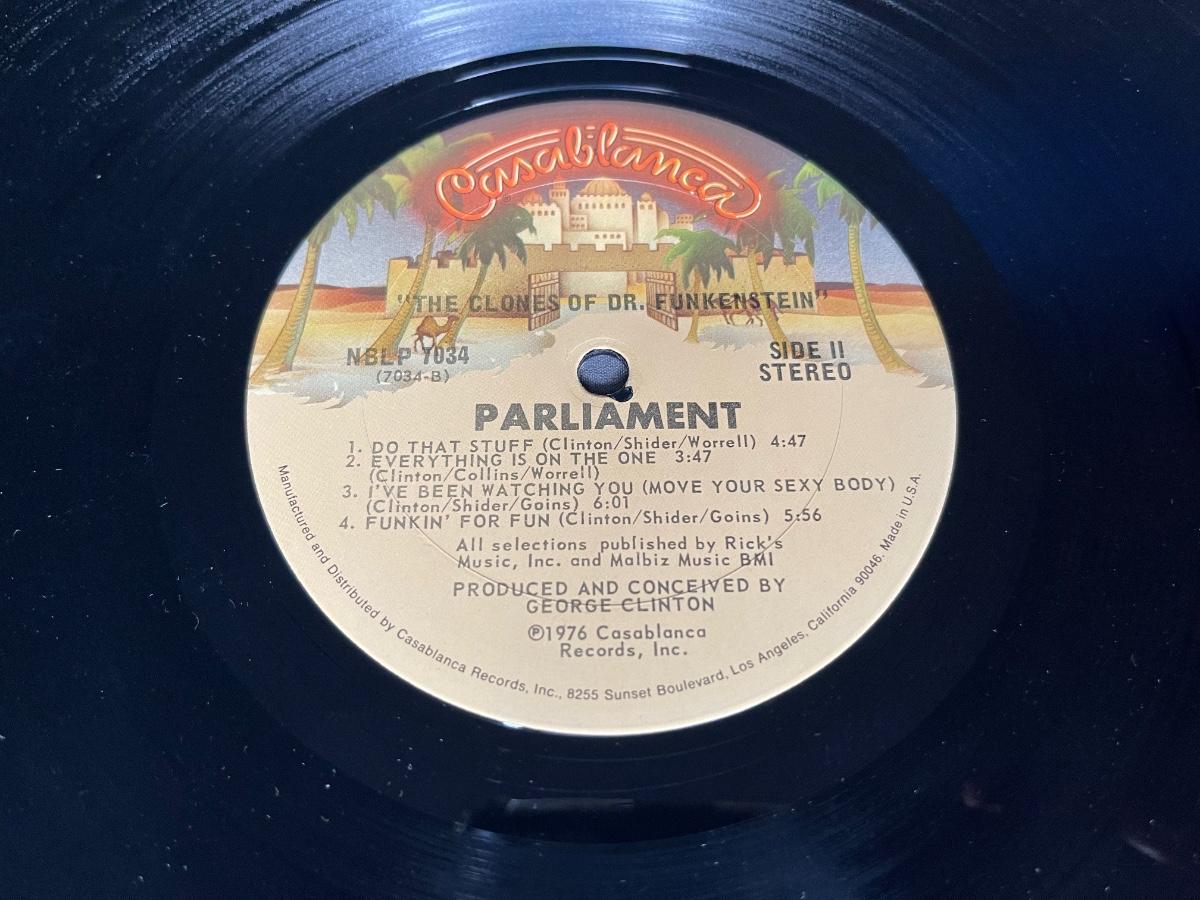 Casablanca
"THE CLONES OF DR. FUNKENSTEIN"
NBLP 7034
(7034-B)
SIDE II
STEREO
PARLIAMENT
1. DO THAT STUFF (Clinton/Shider/Worrell) 4:47
2. EVERYTHING IS ON THE ONE 3:47
(Clinton/Collins/Worrell)
3. I'VE BEEN WATCHING YOU (MOVE YOUR SEXY BODY)
(Clinton/Shider/Goins) 6:01
4. FUNKIN' FOR FUN (Clinton/Shider/Goins) 5:56
All selections published by Rick's
Music, Inc. and Malbiz Music BMI
PRODUCED AND CONCEIVED BY
GEORGE CLINTON
℗1976 Casablanca
Records, Inc.
Manufactured and Distributed by Casablanca Records, Inc., 8255 Sunset Boulevard, Los Angeles, California 90046. Made in U.S.A.